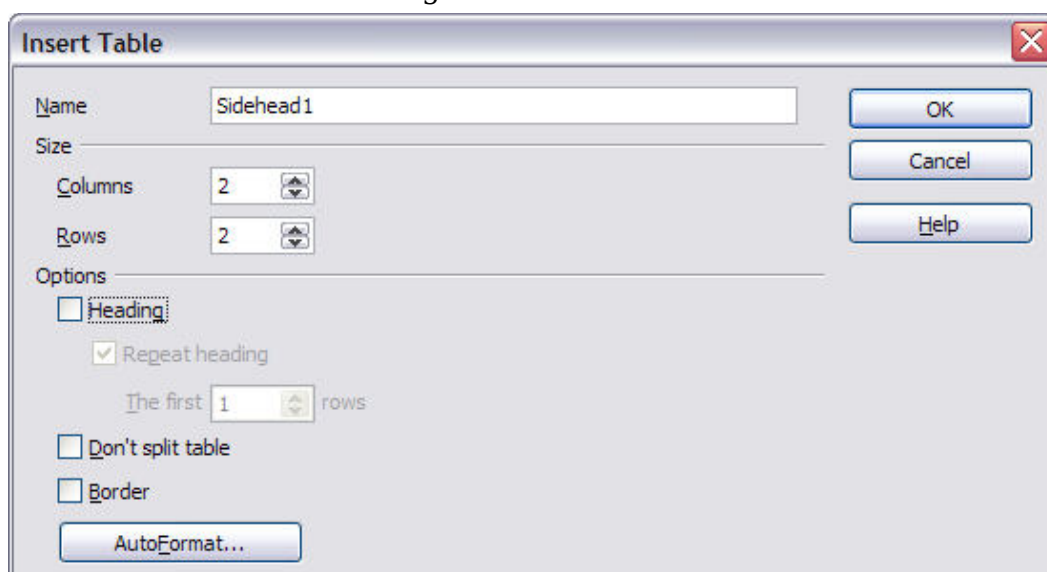 g
Insert Table
Name Sidehead1
OK
Size
Cancel
Columns 2
Help
Rows 2
Options
Heading
Repeat heading
The first 1 rows
Don't split table
Border
AutoFormat...